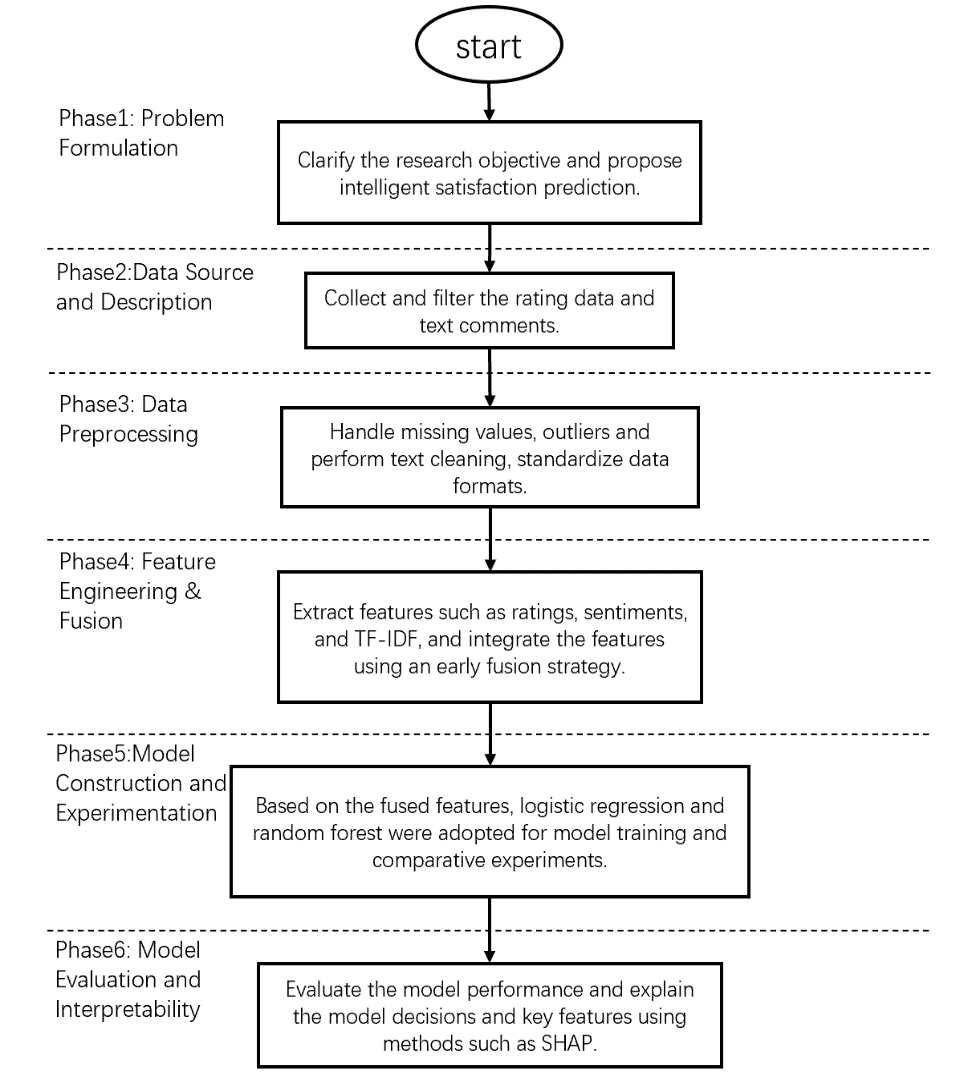 start
Phase1: Problem
Formulation
Clarify the research objective and propose
intelligent satisfaction prediction.
Phase2:Data Source
and Description
Collect and filter the rating data and
text comments.
Phase3: Data
Preprocessing
Handle missing values, outliers and
perform text cleaning, standardize data
formats.
Phase4: Feature
Engineering &
Fusion
Extract features such as ratings, sentiments,
and TF-IDF, and integrate the features
using an early fusion strategy.
Phase5:Model
Construction and
Experimentation
Based on the fused features, logistic regression and
random forest were adopted for model training and
comparative experiments.
Phase6: Model
Evaluation and
Interpretability
Evaluate the model performance and explain
the model decisions and key features using
methods such as SHAP.